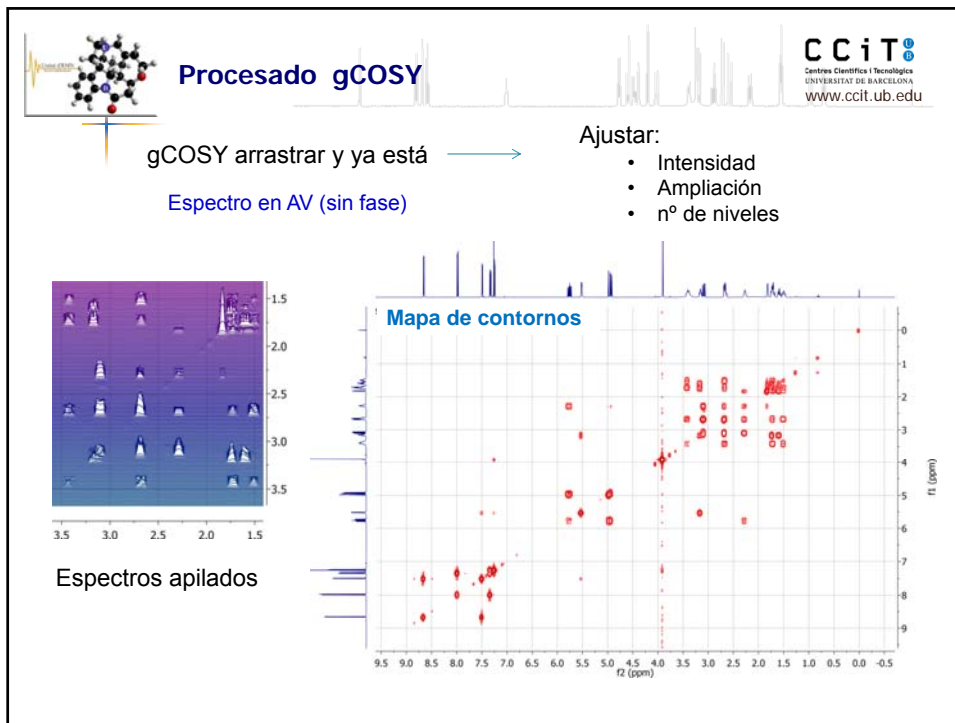 Procesado gCOSY
CCiT UB
Centres Científics i Tecnològics
UNIVERSITAT DE BARCELONA
www.ccit.ub.edu
gCOSY arrastrar y ya está
Espectro en AV (sin fase)
Ajustar:
• Intensidad
• Ampliación
• nº de niveles
1.5
2.0
2.5
3.0
3.5
3.5 3.0 2.5 2.0 1.5
Espectros apilados
Mapa de contornos
0
1
2
3
4
5
6
7
8
9
f1 (ppm)
9.5 9.0 8.5 8.0 7.5 7.0 6.5 6.0 5.5 5.0 4.5 4.0 3.5 3.0 2.5 2.0 1.5 1.0 0.5 0.0 -0.5
f2 (ppm)